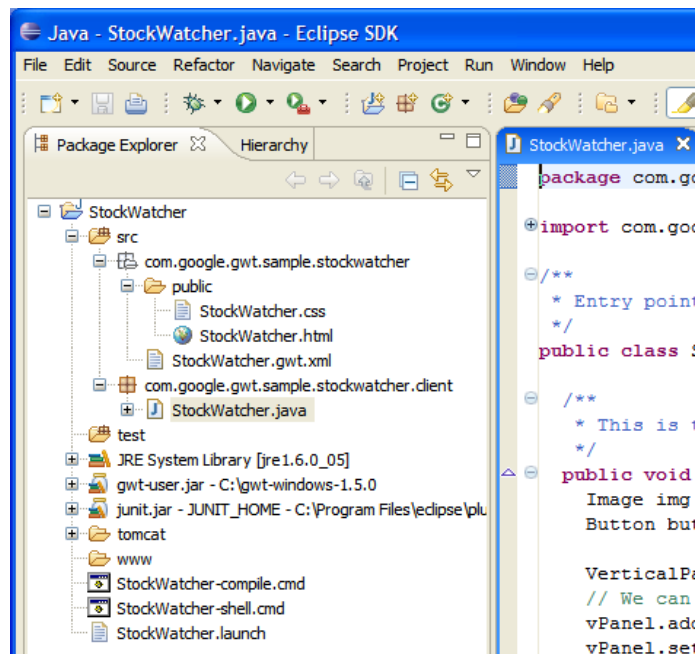 Java - StockWatcher.java - Eclipse SDK
File Edit Source Refactor Navigate Search Project Run Window Help
Package Explorer Hierarchy
StockWatcher
src
com.google.gwt.sample.stockwatcher
public
StockWatcher.css
StockWatcher.html
StockWatcher.gwt.xml
com.google.gwt.sample.stockwatcher.client
StockWatcher.java
test
JRE System Library [jre1.6.0_05]
gwt-user.jar - C:\gwt-windows-1.5.0
junit.jar - JUNIT_HOME - C:\Program Files\eclipse\plu
tomcat
www
StockWatcher-compile.cmd
StockWatcher-shell.cmd
StockWatcher.launch
StockWatcher.java
package com.go
import com.goo
/**
* Entry point
*/
public class S
/**
* This is t
*/
public void
Image img
Button but
VerticalPa
// We can
vPanel.add
vPanel.set